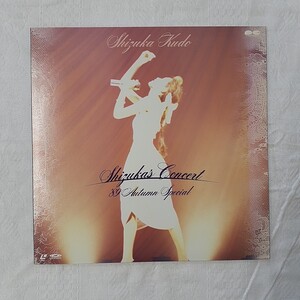 Shizuka Kudo
Shizuka's Concert
'89 Autumn Special